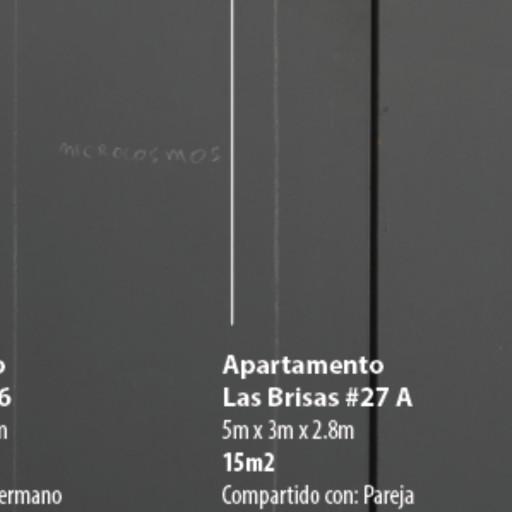 MICROCOSMOS
o
6
m
ermano
Apartamento
Las Brisas #27 A
5m x 3m x 2.8m
15m2
Compartido con: Pareja